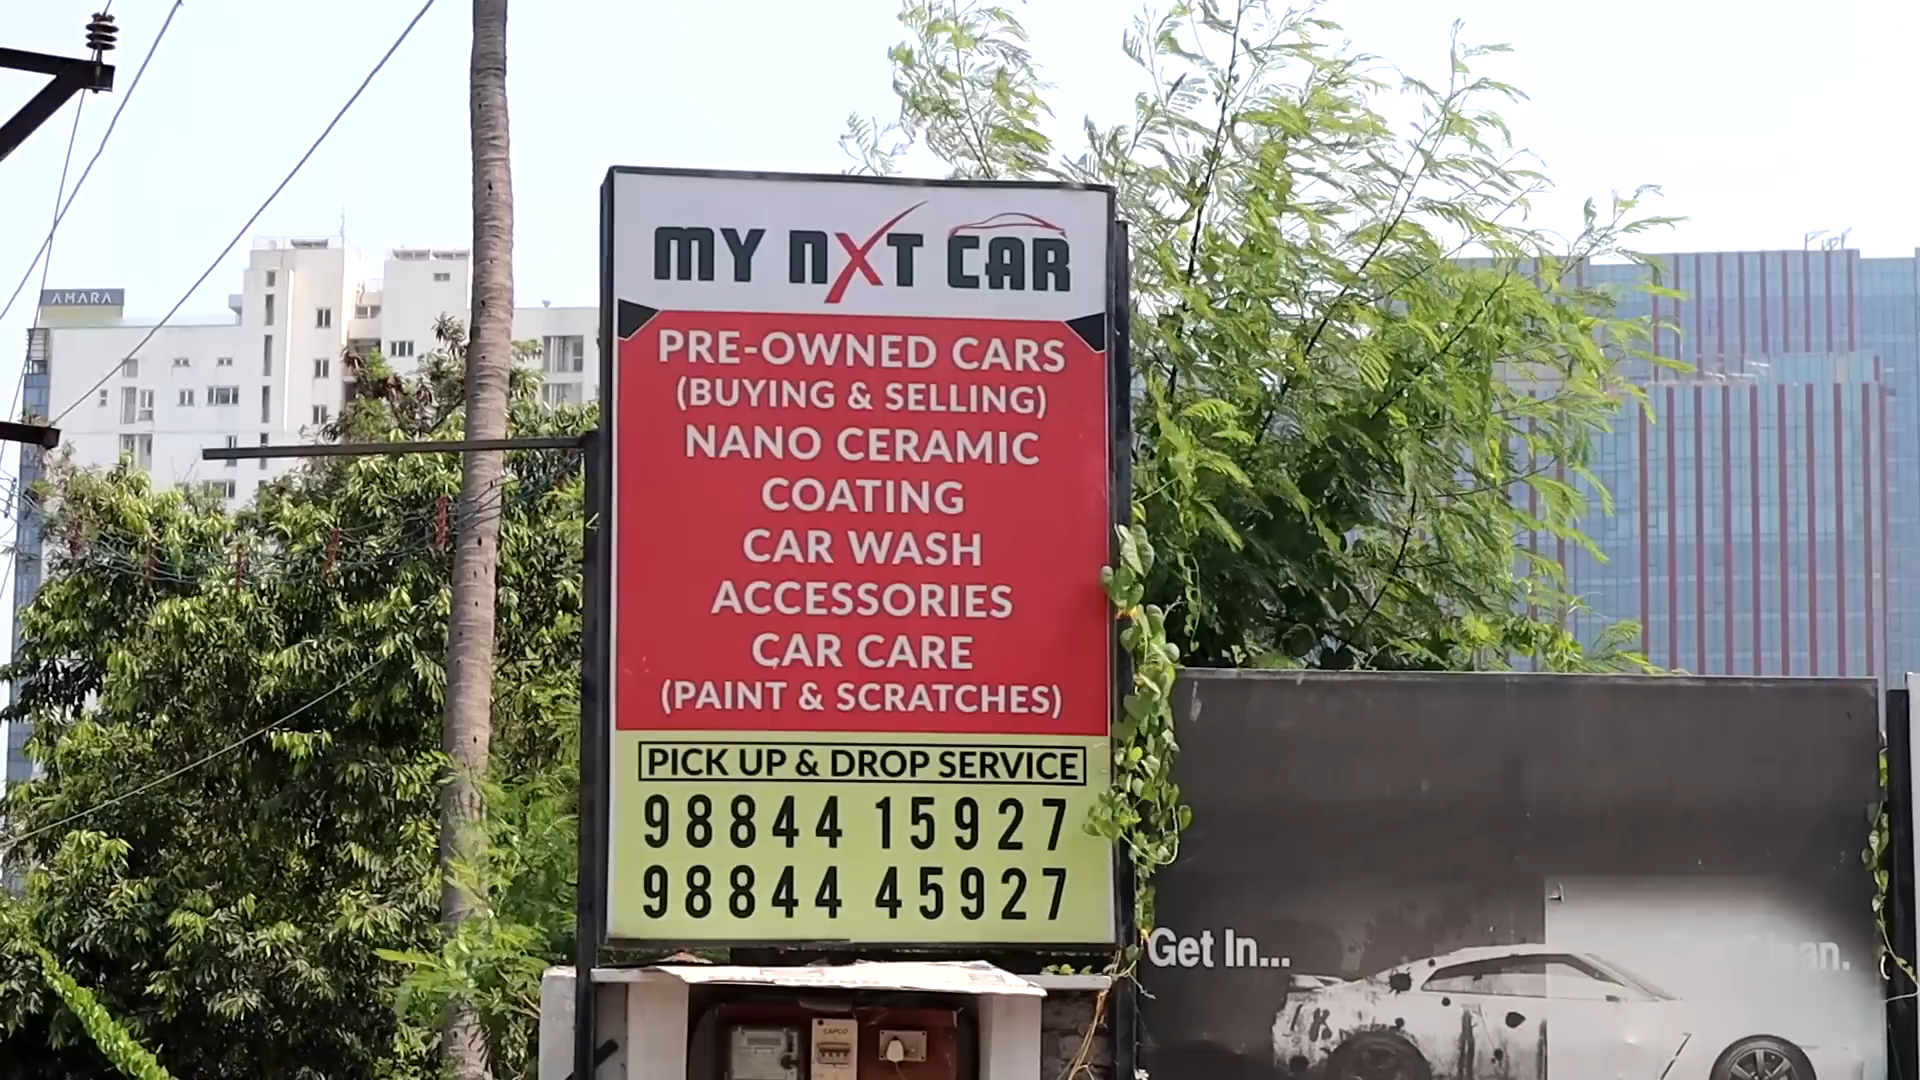 AMARA
MY NXT CAR
PRE-OWNED CARS
(BUYING & SELLING)
NANO CERAMIC
COATING
CAR WASH
ACCESSORIES
CAR CARE
(PAINT & SCRATCHES)
PICK UP & DROP SERVICE
98844 15927
98844 45927
Get In...